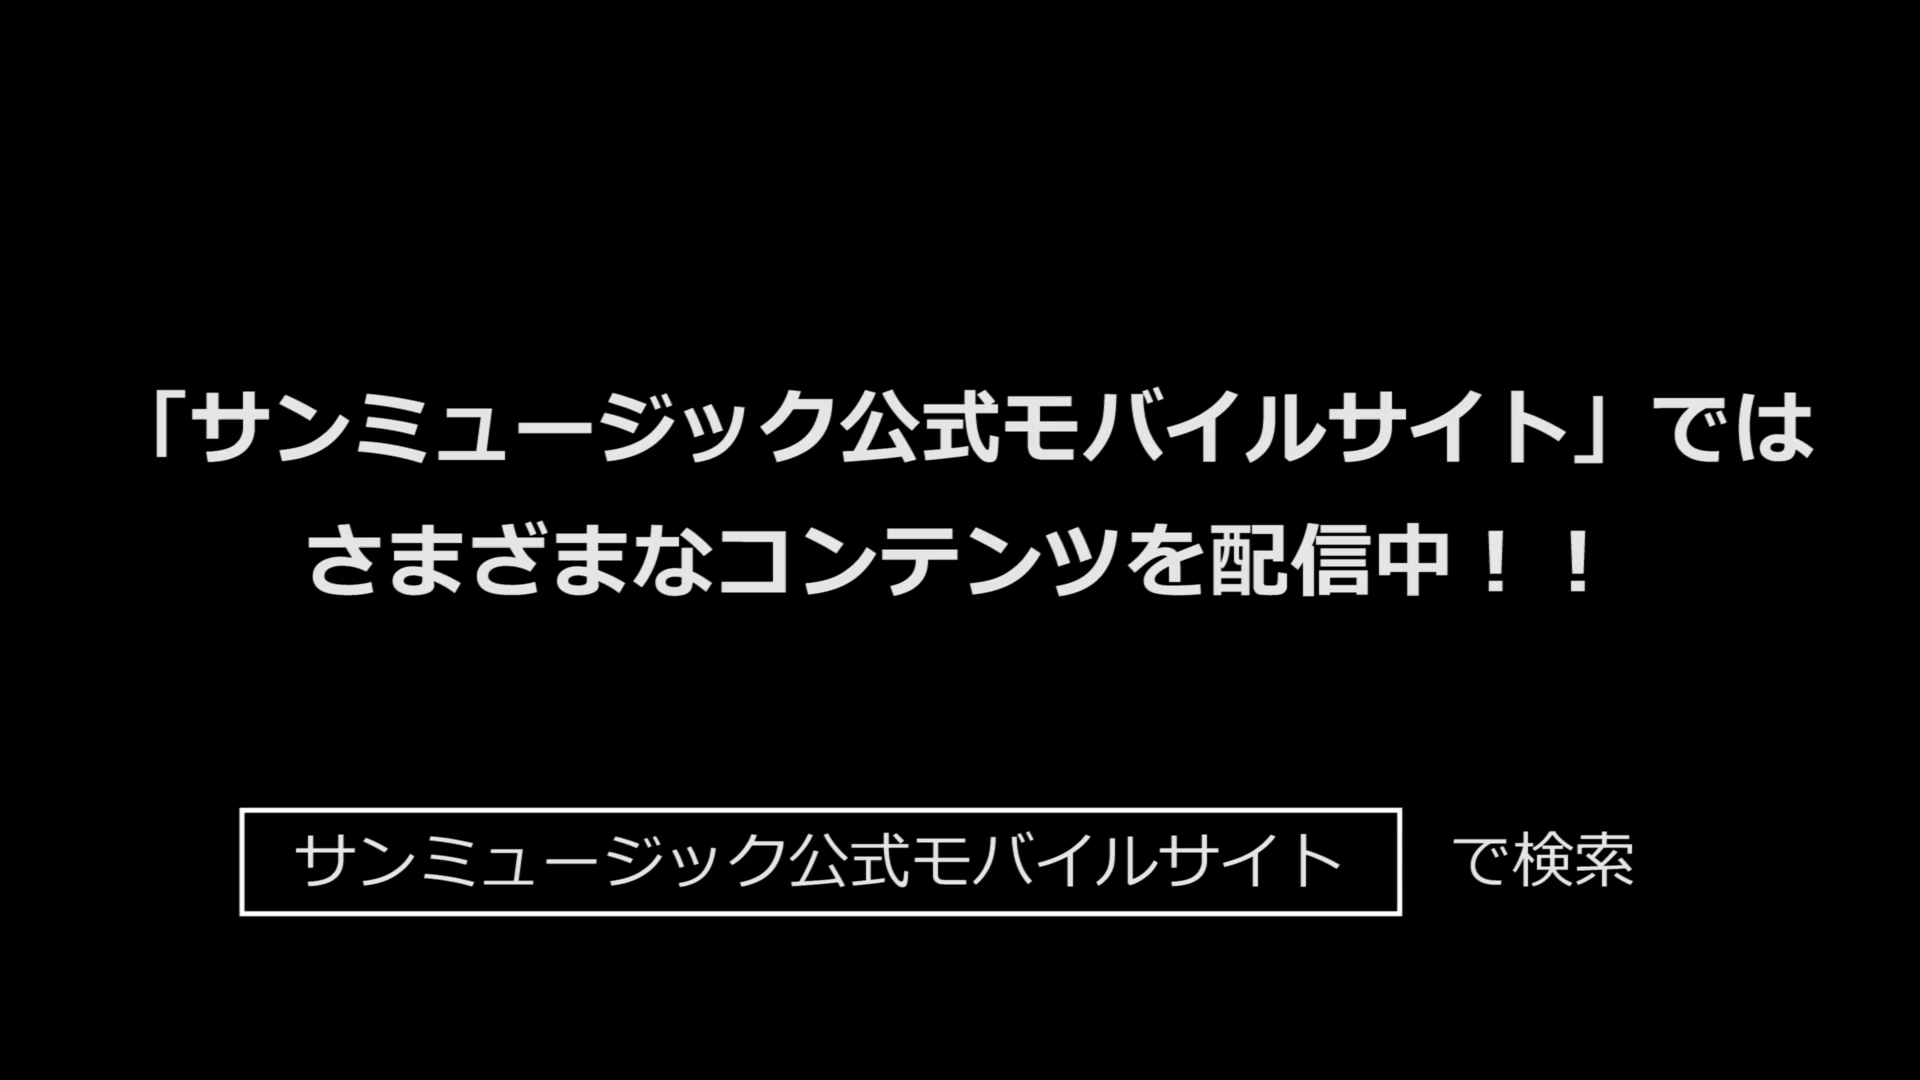 「サンミュージック公式モバイルサイト」では
さまざまなコンテンツを配信中！！
サンミュージック公式モバイルサイト で検索